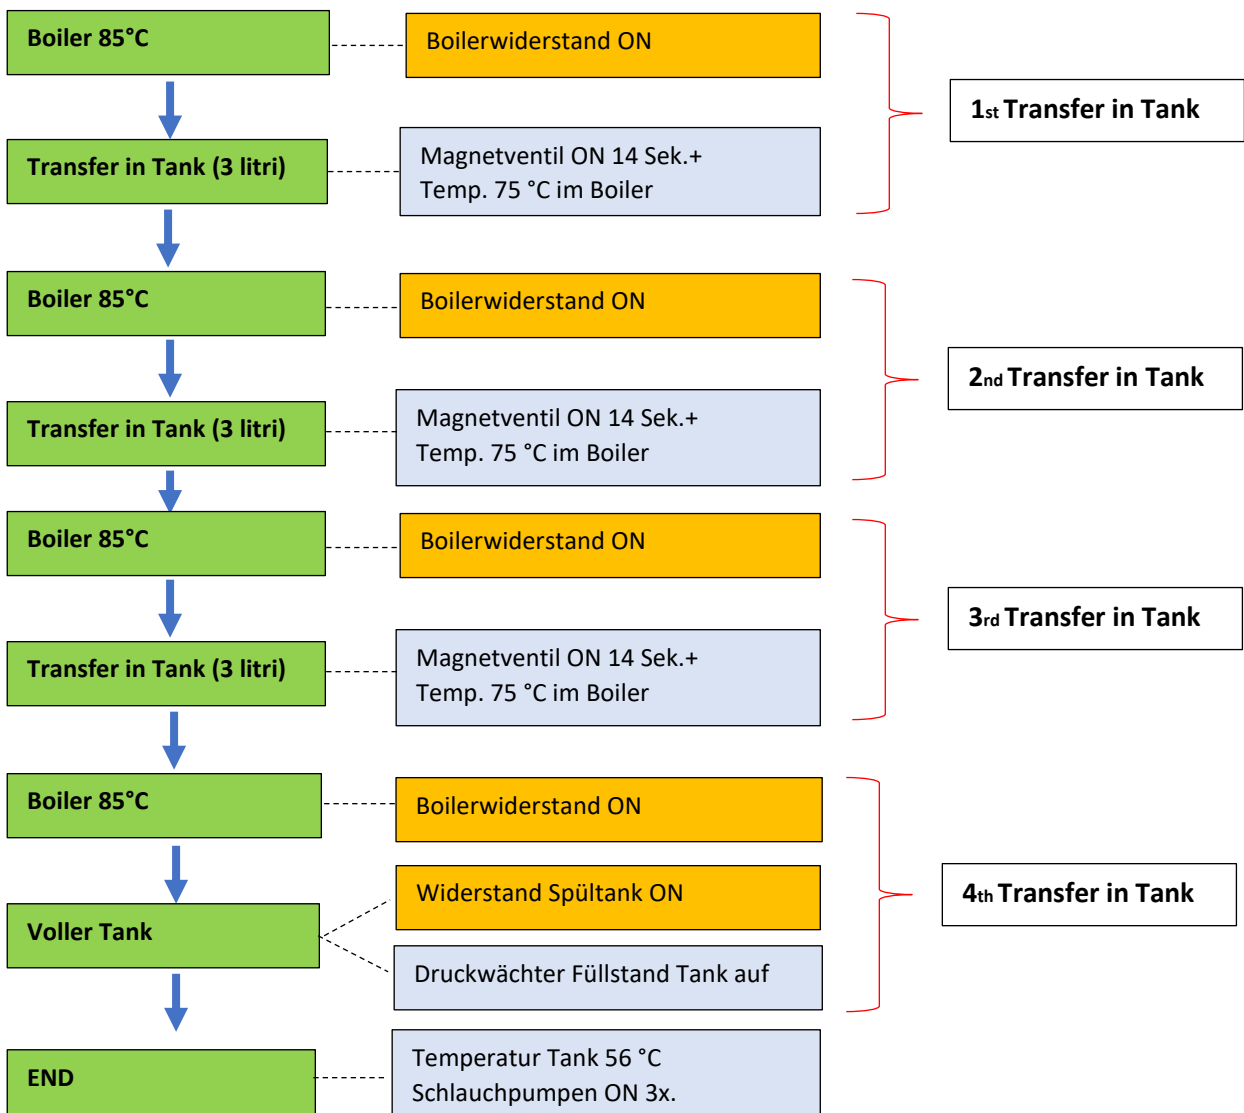 Boiler 85°C
Boilerwiderstand ON
1st Transfer in Tank
Transfer in Tank (3 litri)
Magnetventil ON 14 Sek.+
Temp. 75 °C im Boiler
Boiler 85°C
Boilerwiderstand ON
2nd Transfer in Tank
Transfer in Tank (3 litri)
Magnetventil ON 14 Sek.+
Temp. 75 °C im Boiler
Boiler 85°C
Boilerwiderstand ON
3rd Transfer in Tank
Transfer in Tank (3 litri)
Magnetventil ON 14 Sek.+
Temp. 75 °C im Boiler
Boiler 85°C
Boilerwiderstand ON
4th Transfer in Tank
Widerstand Spültank ON
Voller Tank
Druckwächter Füllstand Tank auf
END
Temperatur Tank 56 °C
Schlauchpumpen ON 3x.